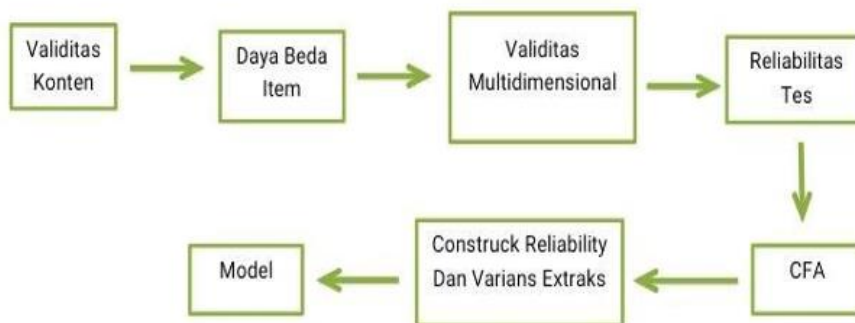 Validitas
Konten
Daya Beda
Item
Validitas
Multidimensional
Reliabilitas
Tes
CFA
Construck Reliability
Dan Varians Extraks
Model